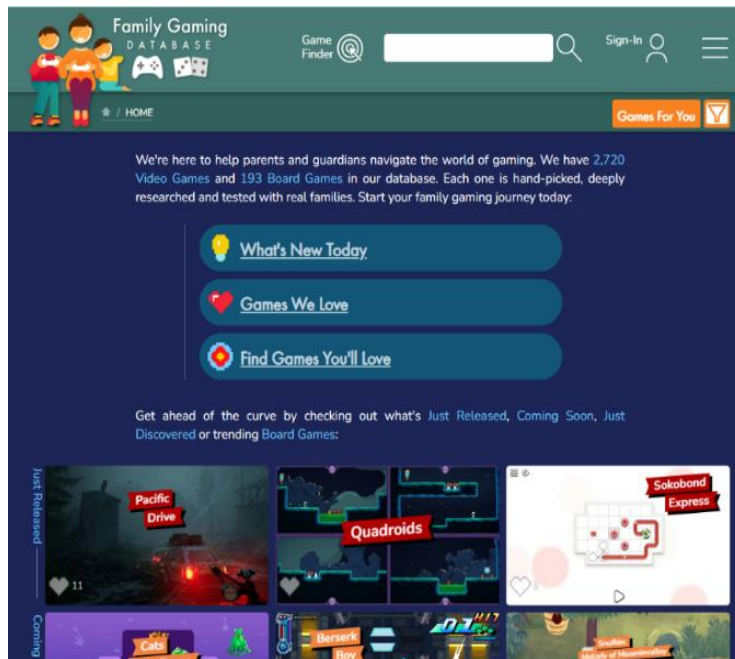 Family Gaming
DATABASE
Game
Finder
Sign-In
/ HOME
Games For You
We're here to help parents and guardians navigate the world of gaming. We have 2,720
Video Games and 193 Board Games in our database. Each one is hand-picked, deeply
researched and tested with real families. Start your family gaming journey today:
What's New Today
Games We Love
Find Games You'll Love
Get ahead of the curve by checking out what's Just Released, Coming Soon, Just
Discovered or trending Board Games:
Just Released
Pacific
Drive
11
Quadroids
Sokobond
Express
Coming
Cats
Berserk
Boy
Snufkin
Melody of Moominvalley